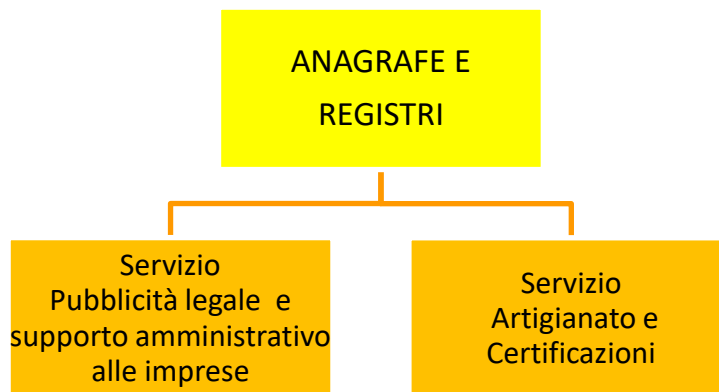 ANAGRAFE E
REGISTRI
Servizio
Pubblicità legale e
supporto amministrativo
alle imprese
Servizio
Artigianato e
Certificazioni